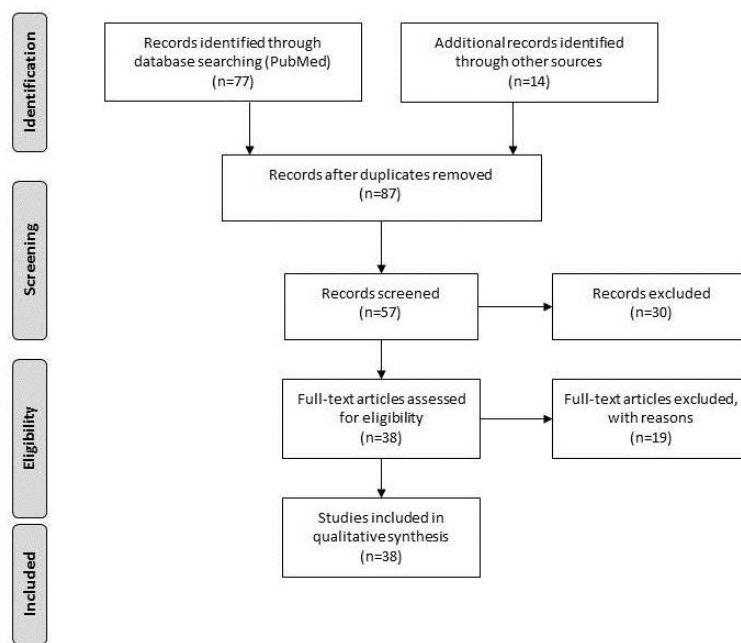 Identification
Records identified through
database searching (PubMed)
(n=77)
Additional records identified
through other sources
(n=14)
Records after duplicates removed
(n=87)
Screening
Records screened
(n=57)
Records excluded
(n=30)
Eligibility
Full-text articles assessed
for eligibility
(n=38)
Full-text articles excluded,
with reasons
(n=19)
Included
Studies included in
qualitative synthesis
(n=38)